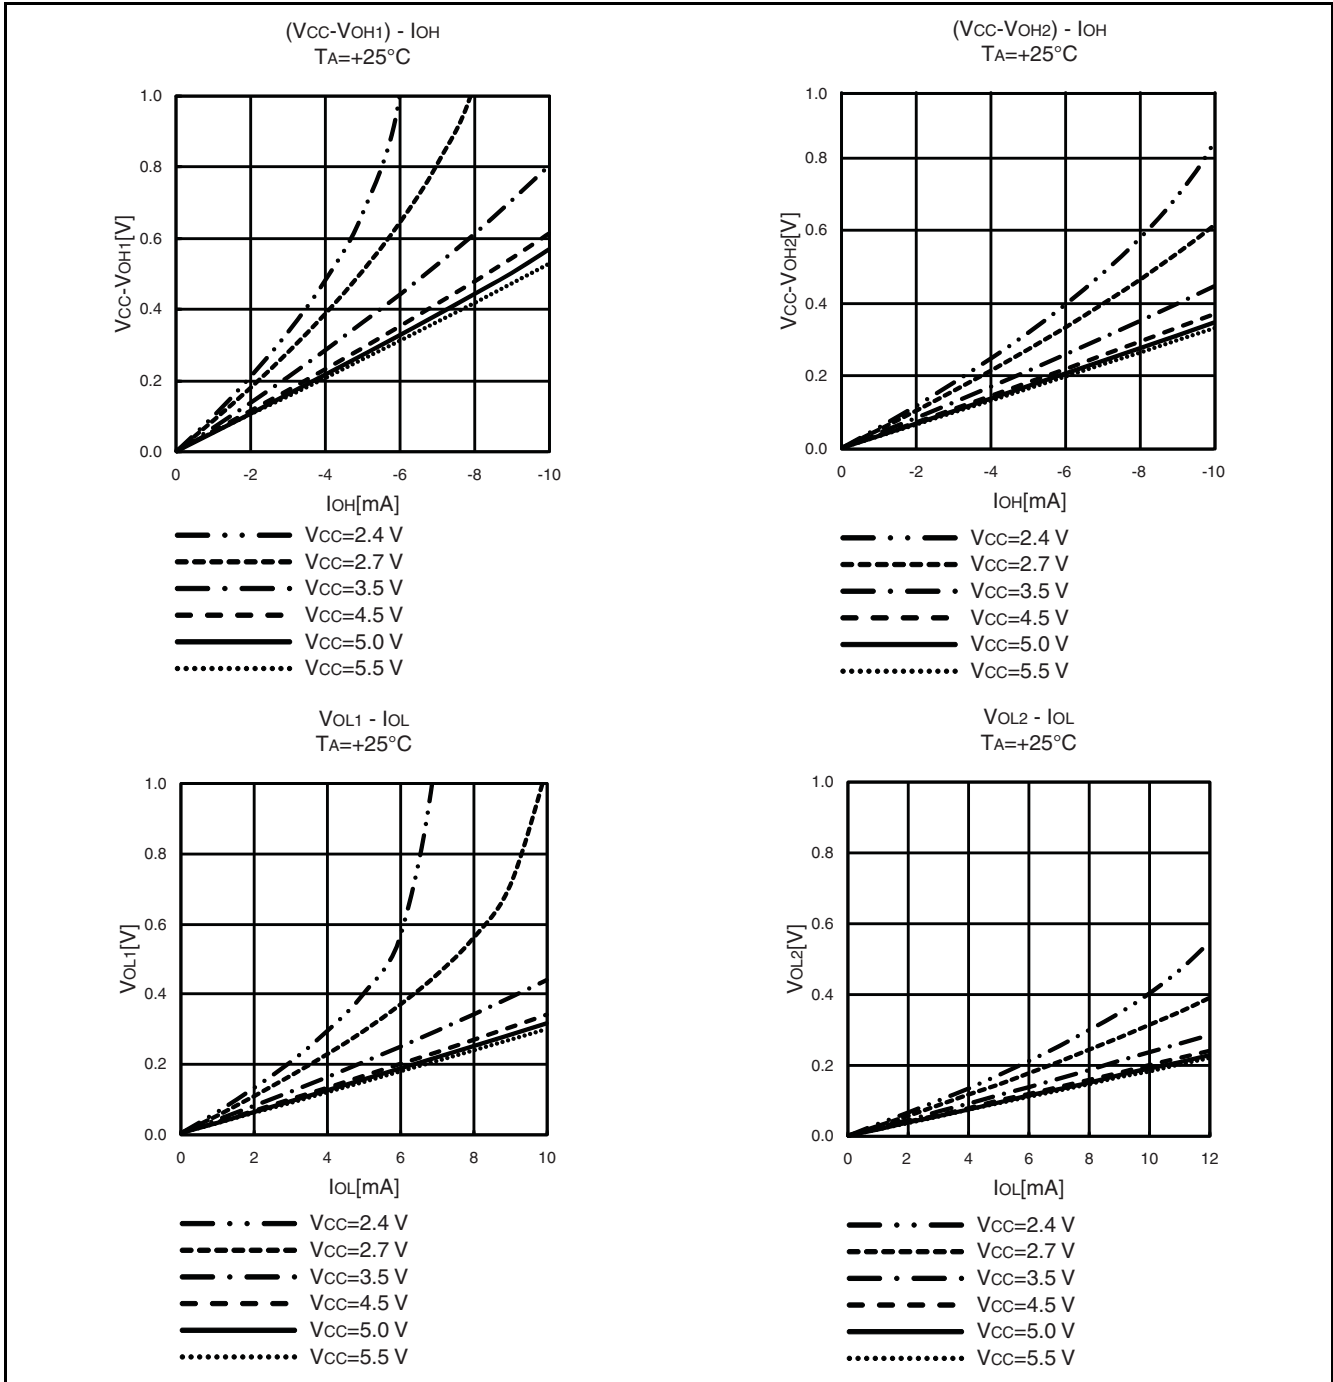 (VCC-VOH1) - IOH
TA=+25°C
1.0
0.8
0.6
0.4
0.2
0.0
VCC-VOH1[V]
0 -2 -4 -6 -8 -10
IOH[mA]
VCC=2.4 V
VCC=2.7 V
VCC=3.5 V
VCC=4.5 V
VCC=5.0 V
VCC=5.5 V
(VCC-VOH2) - IOH
TA=+25°C
1.0
0.8
0.6
0.4
0.2
0.0
VCC-VOH2[V]
0 -2 -4 -6 -8 -10
IOH[mA]
VCC=2.4 V
VCC=2.7 V
VCC=3.5 V
VCC=4.5 V
VCC=5.0 V
VCC=5.5 V
VOL1 - IOL
TA=+25°C
1.0
0.8
0.6
0.4
0.2
0.0
VOL1[V]
0 2 4 6 8 10
IOL[mA]
VCC=2.4 V
VCC=2.7 V
VCC=3.5 V
VCC=4.5 V
VCC=5.0 V
VCC=5.5 V
VOL2 - IOL
TA=+25°C
1.0
0.8
0.6
0.4
0.2
0.0
VOL2[V]
0 2 4 6 8 10 12
IOL[mA]
VCC=2.4 V
VCC=2.7 V
VCC=3.5 V
VCC=4.5 V
VCC=5.0 V
VCC=5.5 V